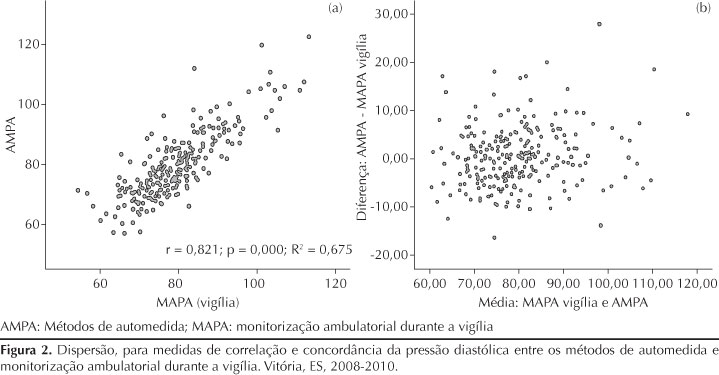 (a)
120
100
80
60
AMPA
r = 0,821; p = 0,000; R² = 0,675
60
80
100
120
MAPA (vigília)
(b)
30,00
20,00
10,00
0,00
-10,00
-20,00
Diferença: AMPA - MAPA vigília
60,00
70,00
80,00
90,00
100,00
110,00
120,00
Média: MAPA vigília e AMPA
AMPA: Métodos de automedida; MAPA: monitorização ambulatorial durante a vigília
Figura 2. Dispersão, para medidas de correlação e concordância da pressão diastólica entre os métodos de automedida e
monitorização ambulatorial durante a vigília. Vitória, ES, 2008-2010.